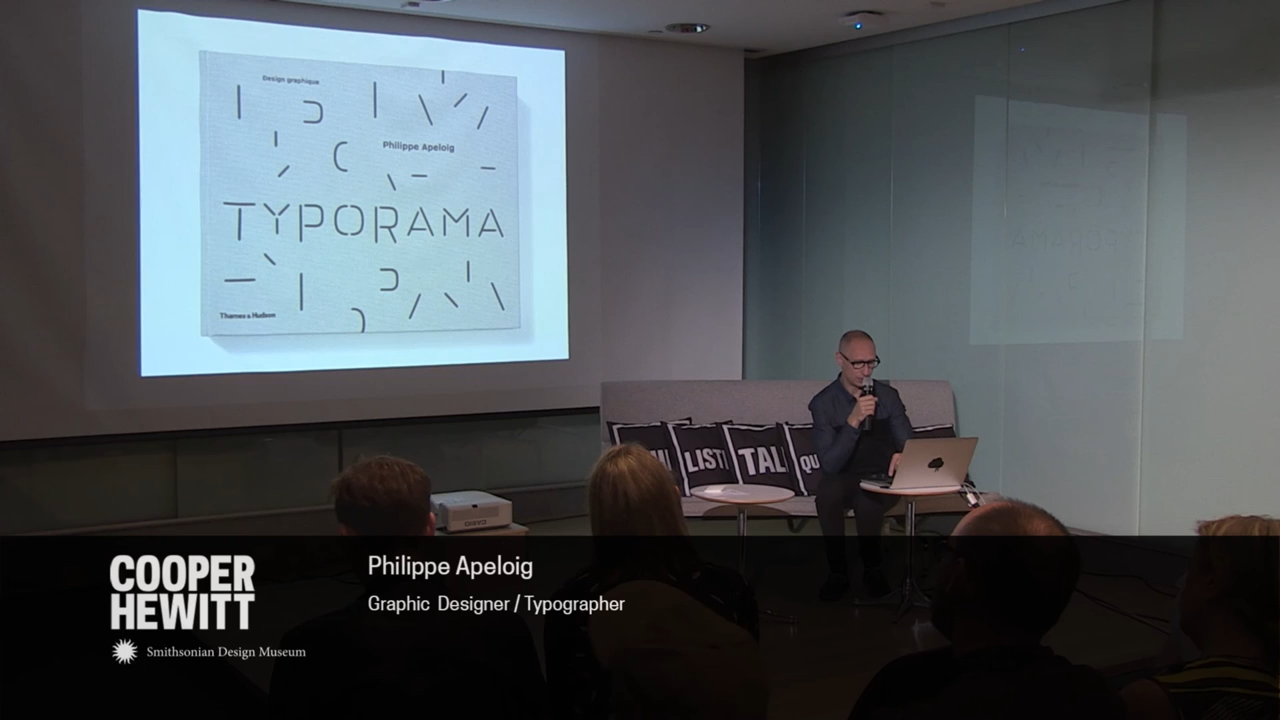 Design graphique
Philippe Apeloig
TYPORAMA
Thames & Hudson
LIST
TAL
QU
COOPER
HEWITT
Smithsonian Design Museum
Philippe Apeloig
Graphic Designer / Typographer